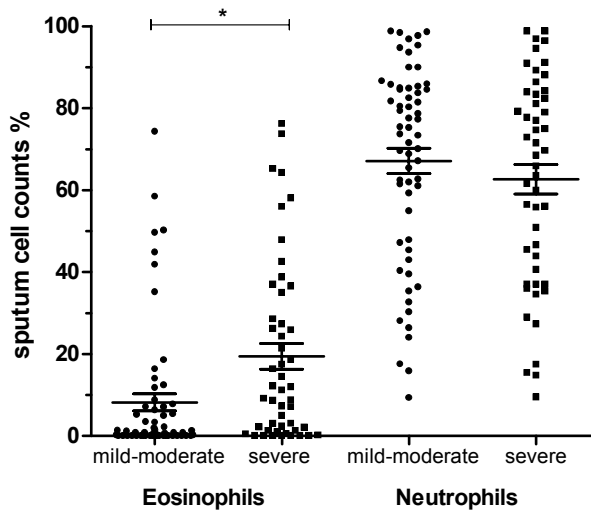 *
sputum cell counts %
100
80
60
40
20
0
mild-moderate severe mild-moderate severe
Eosinophils Neutrophils